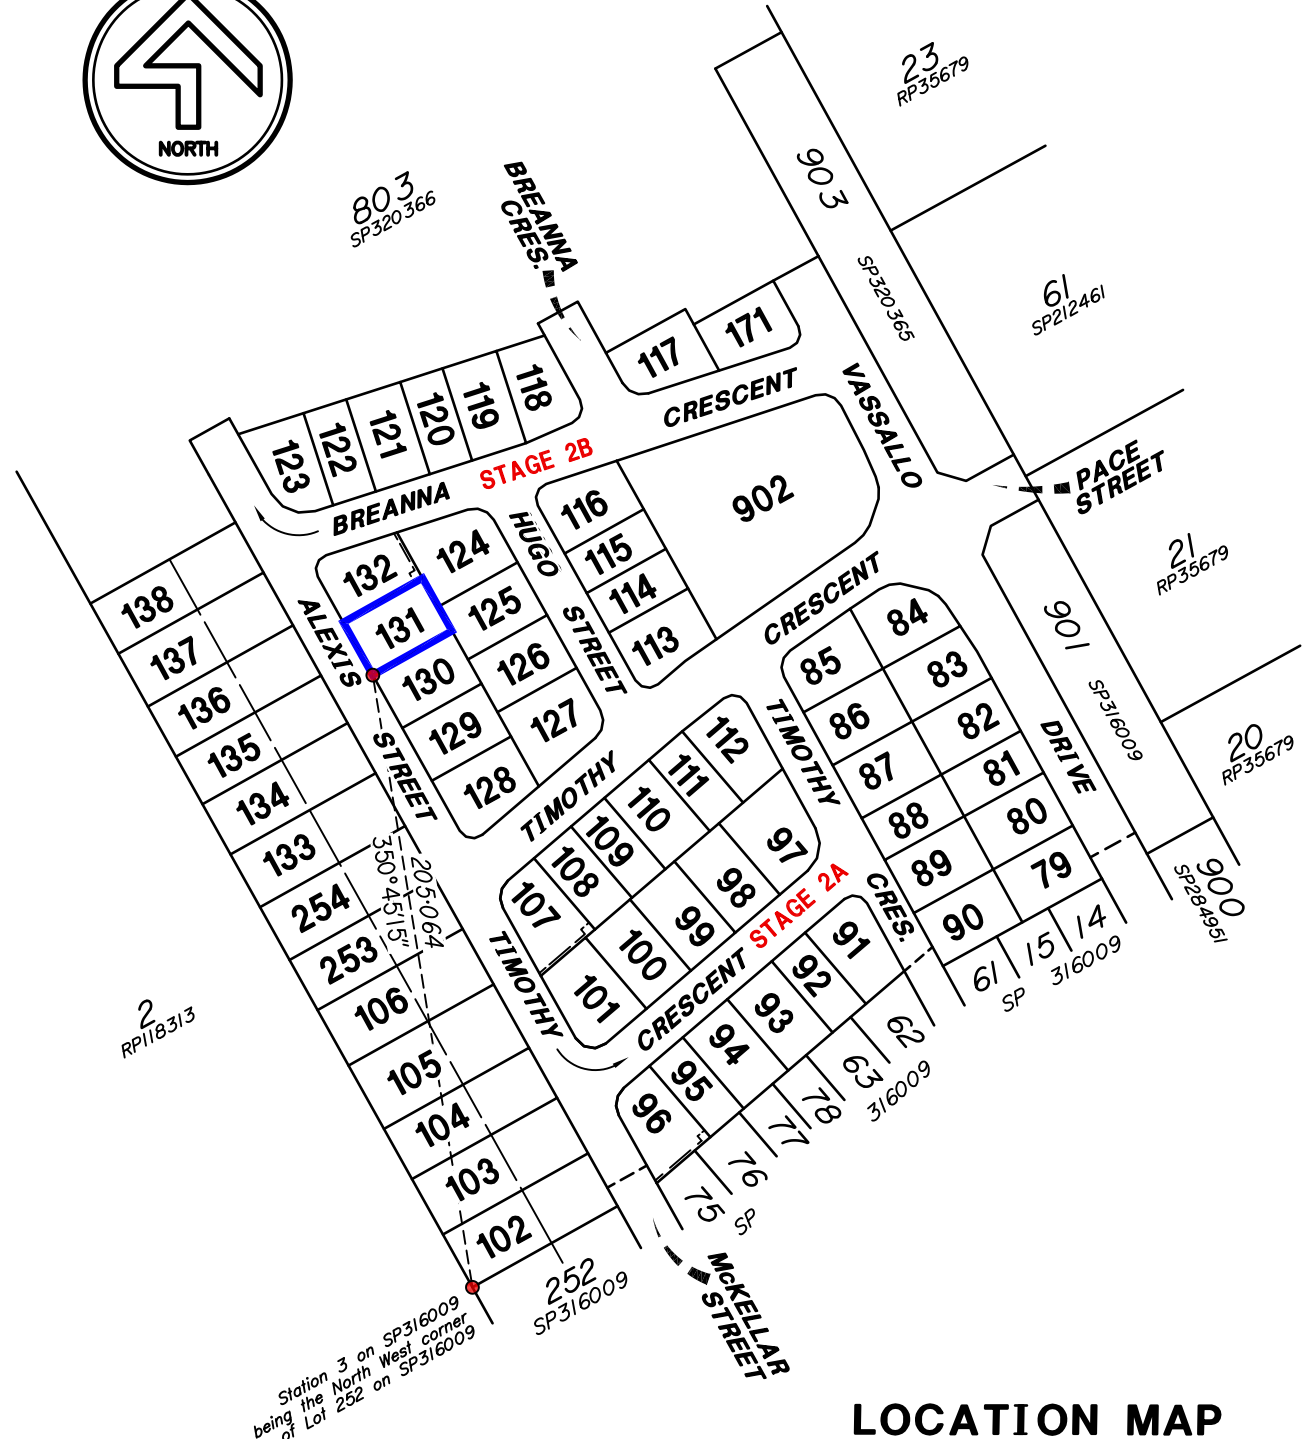 NORTH
23
RP35679
903
803
SP320366
BREANNA
CRES.
SP320365
61
SP212461
171
117
CRESCENT
VASSALLO
118
119
120
121
122
123
STAGE 2B
BREANNA
PACE
STREET
902
116
115
114
113
HUGO
STREET
124
125
126
127
132
131
130
129
128
ALEXIS
STREET
21
RP35679
CRESCENT
84
85
83
86
82
87
81
88
80
89
79
90
901
SP316009
20
RP35679
DRIVE
900
SP284951
138
137
136
135
134
133
254
253
106
105
104
103
102
350°45'15"
205·064
TIMOTHY
112
111
110
109
108
107
TIMOTHY
97
98
99
100
101
STAGE 2A
CRES.
TIMOTHY
CRESCENT
91
92
93
94
95
96
61
15
14
SP
316009
62
63
78
77
76
75
SP
316009
2
RP118313
252
SP316009
McKELLAR
STREET
Station 3 on SP316009
being the North West corner
of Lot 252 on SP316009
LOCATION MAP